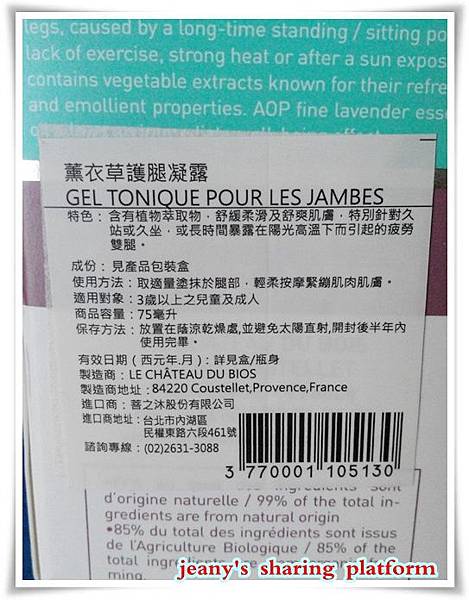 legs, caused by a long-time standing / sitting po
lack of exercise, strong heat or after a sun expos
contains vegetable extracts known for their refre
and emollient properties. AOP fine lavender esse
薰衣草護腿凝露
GEL TONIQUE POUR LES JAMBES
特色：含有植物萃取物，舒緩柔滑及舒爽肌膚，特別針對久
站或久坐，或長時間暴露在陽光高溫下而引起的疲勞
雙腿。
成份：見產品包裝盒
使用方法：取適量塗抹於腿部，輕柔按摩緊繃肌肉肌膚。
適用對象：3歲以上之兒童及成人
商品容量：75毫升
保存方法：放置在蔭涼乾燥處,並避免太陽直射,開封後半年內
使用完畢。
有效日期（西元年.月）：詳見盒/瓶身
製造商：LE CHÂTEAU DU BIOS
製造商地址：84220 Coustellet,Provence,France
進口商：薈之沐股份有限公司
進口商地址：台北市內湖區
民權東路六段461號
諮詢專線：(02)2631-3088
3 770001 105130
ingredients sont
d'origine naturelle / 99% of the total in-
gredients are from natural origin
*85% du total des ingrédients sont issus
de l'Agriculture Biologique / 85% of the
total ingredients are from organic far-
ming.
jeany's sharing platform